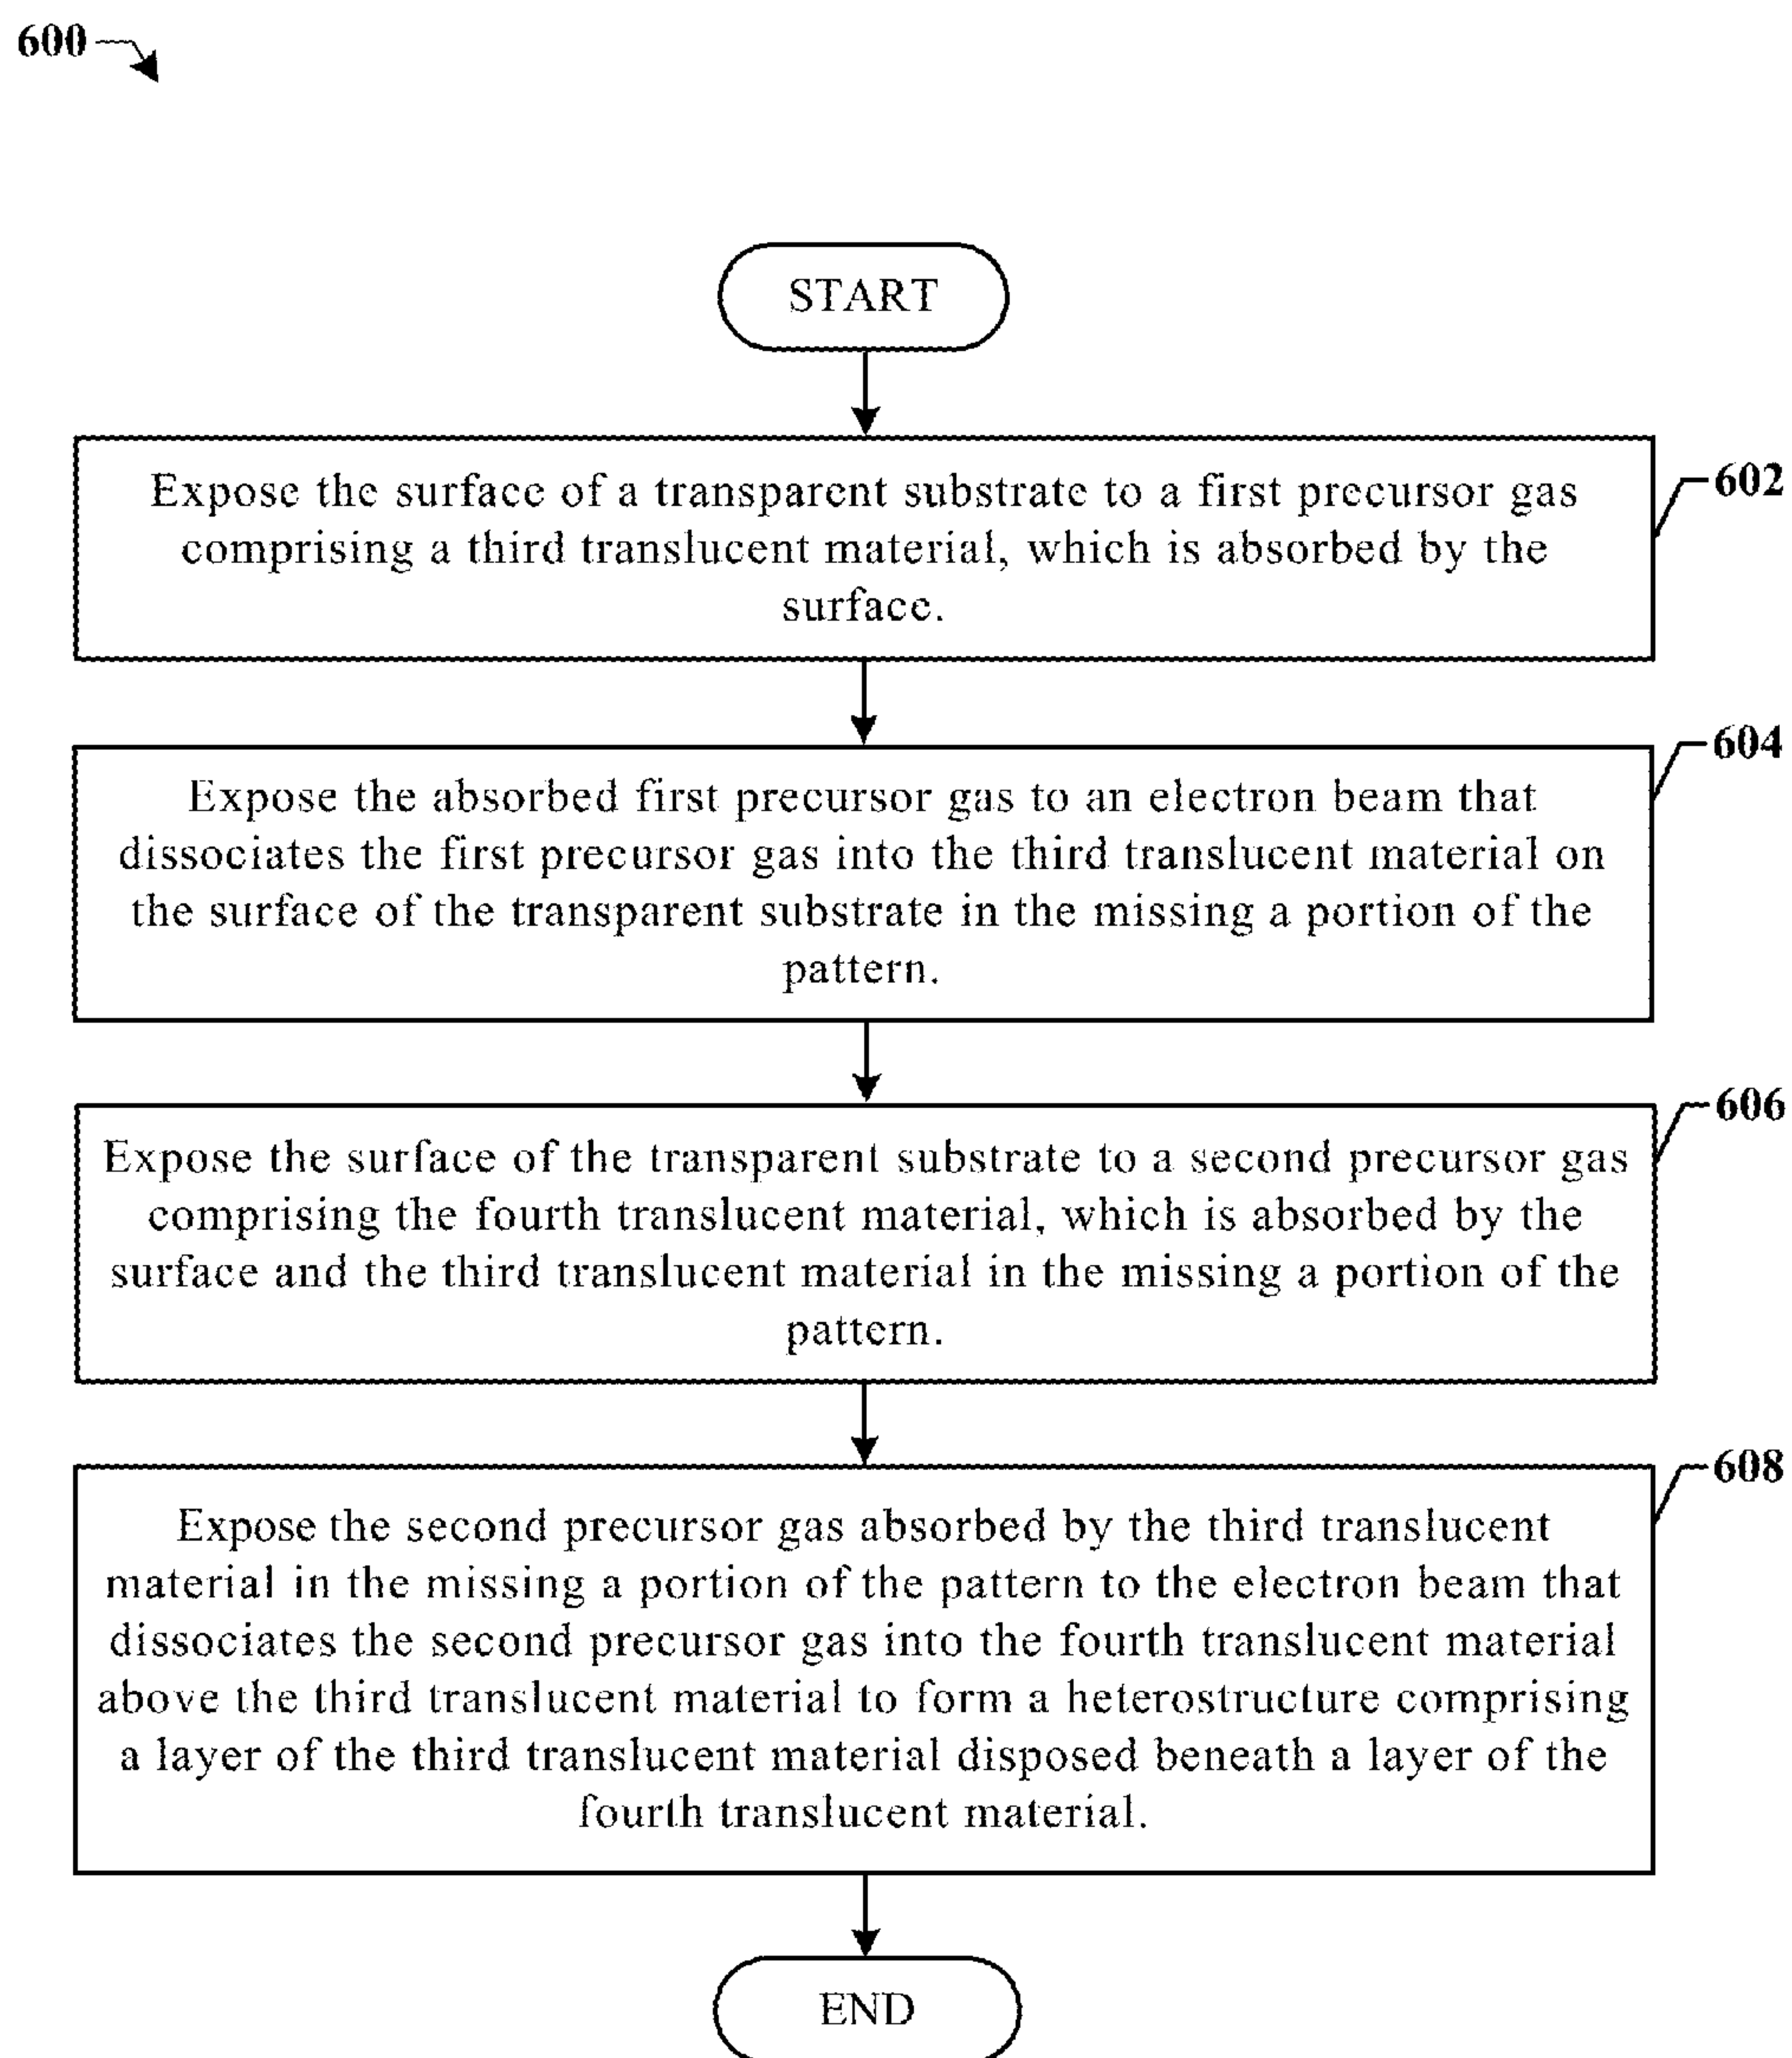 600
START
Expose the surface of a transparent substrate to a first precursor gas
comprising a third translucent material, which is absorbed by the
surface.
602
Expose the absorbed first precursor gas to an electron beam that
dissociates the first precursor gas into the third translucent material on
the surface of the transparent substrate in the missing a portion of the
pattern.
604
Expose the surface of the transparent substrate to a second precursor gas
comprising the fourth translucent material, which is absorbed by the
surface and the third translucent material in the missing a portion of the
pattern.
606
Expose the second precursor gas absorbed by the third translucent
material in the missing a portion of the pattern to the electron beam that
dissociates the second precursor gas into the fourth translucent material
above the third translucent material to form a heterostructure comprising
a layer of the third translucent material disposed beneath a layer of the
fourth translucent material.
608
END